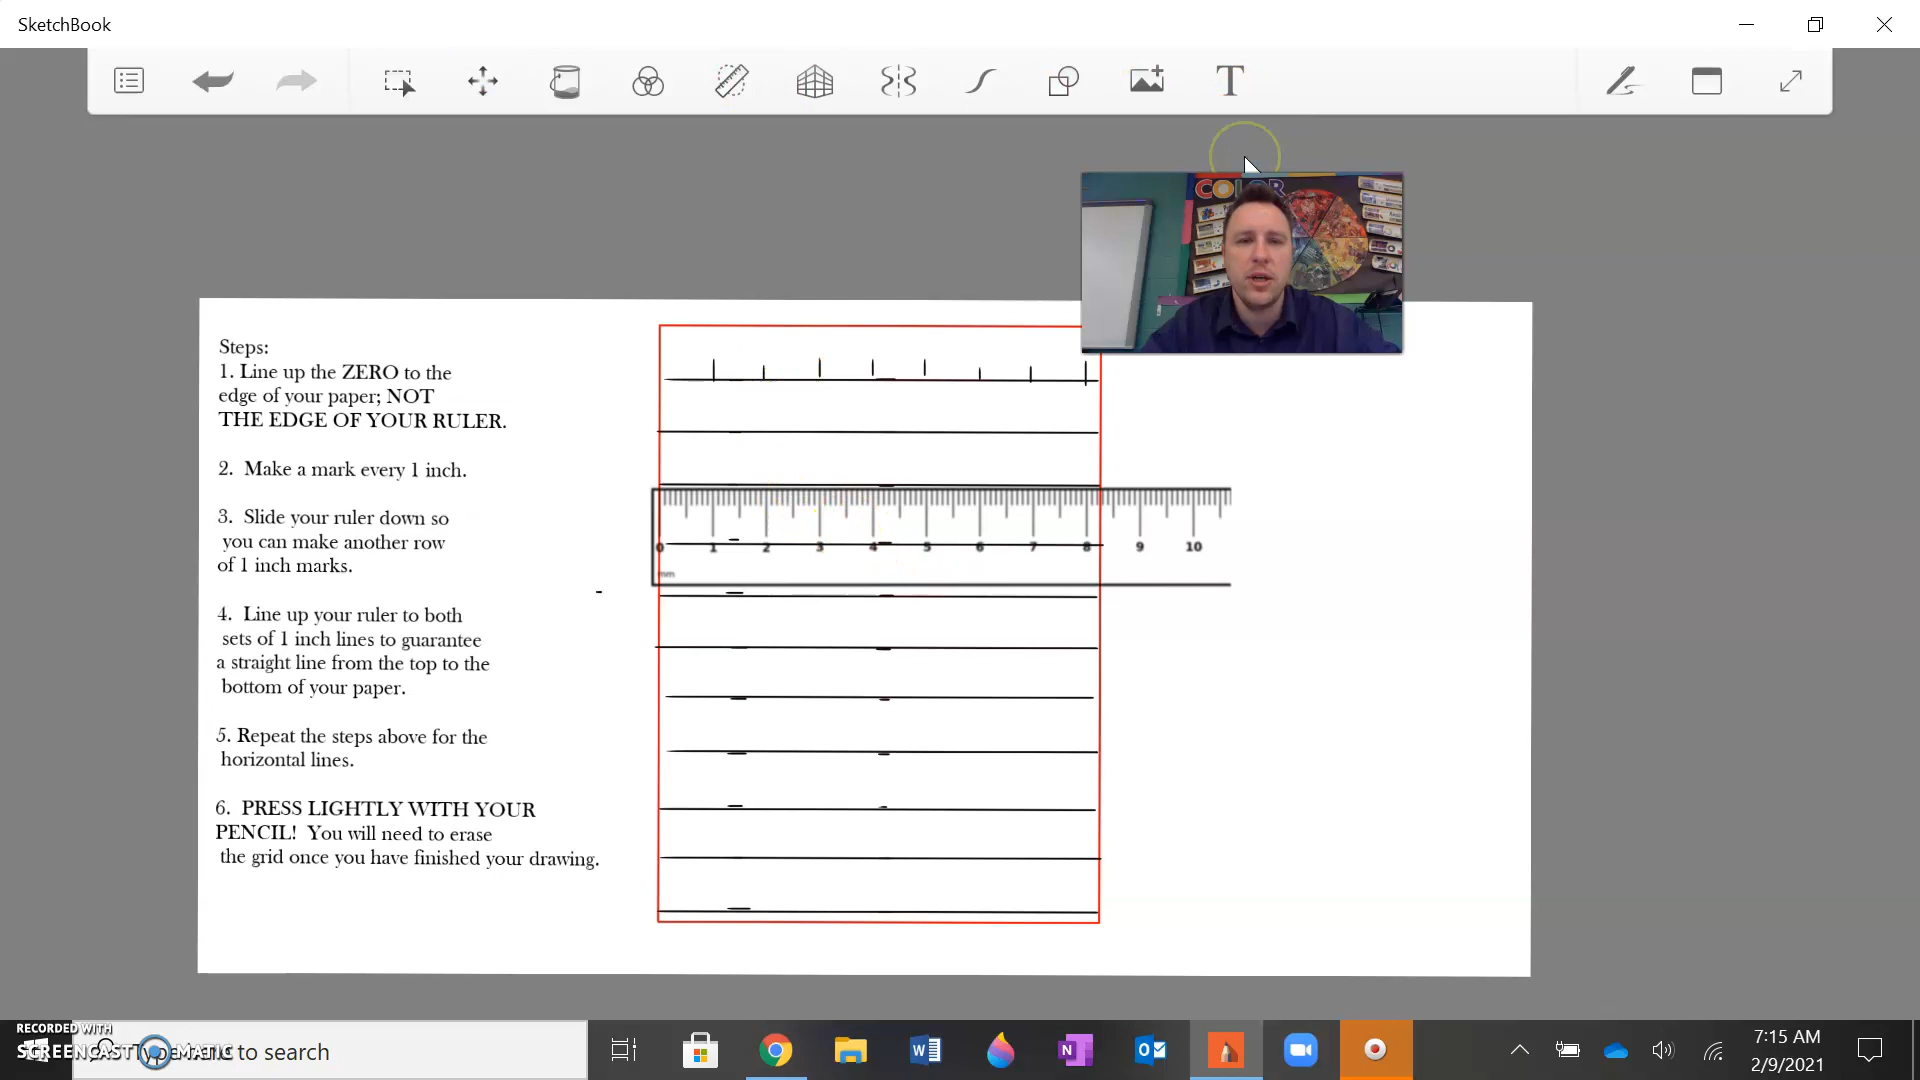 SketchBook
T
COLOR
Steps:
1. Line up the ZERO to the
edge of your paper; NOT
THE EDGE OF YOUR RULER.
2. Make a mark every 1 inch.
3. Slide your ruler down so
you can make another row
of 1 inch marks.
4. Line up your ruler to both
sets of 1 inch lines to guarantee
a straight line from the top to the
bottom of your paper.
5. Repeat the steps above for the
horizontal lines.
6. PRESS LIGHTLY WITH YOUR
PENCIL! You will need to erase
the grid once you have finished your drawing.
0 1 2 3 4 5 6 7 8 9 10
mm
RECORDED WITH
SCREENCAST MATIC
to search
7:15 AM
2/9/2021